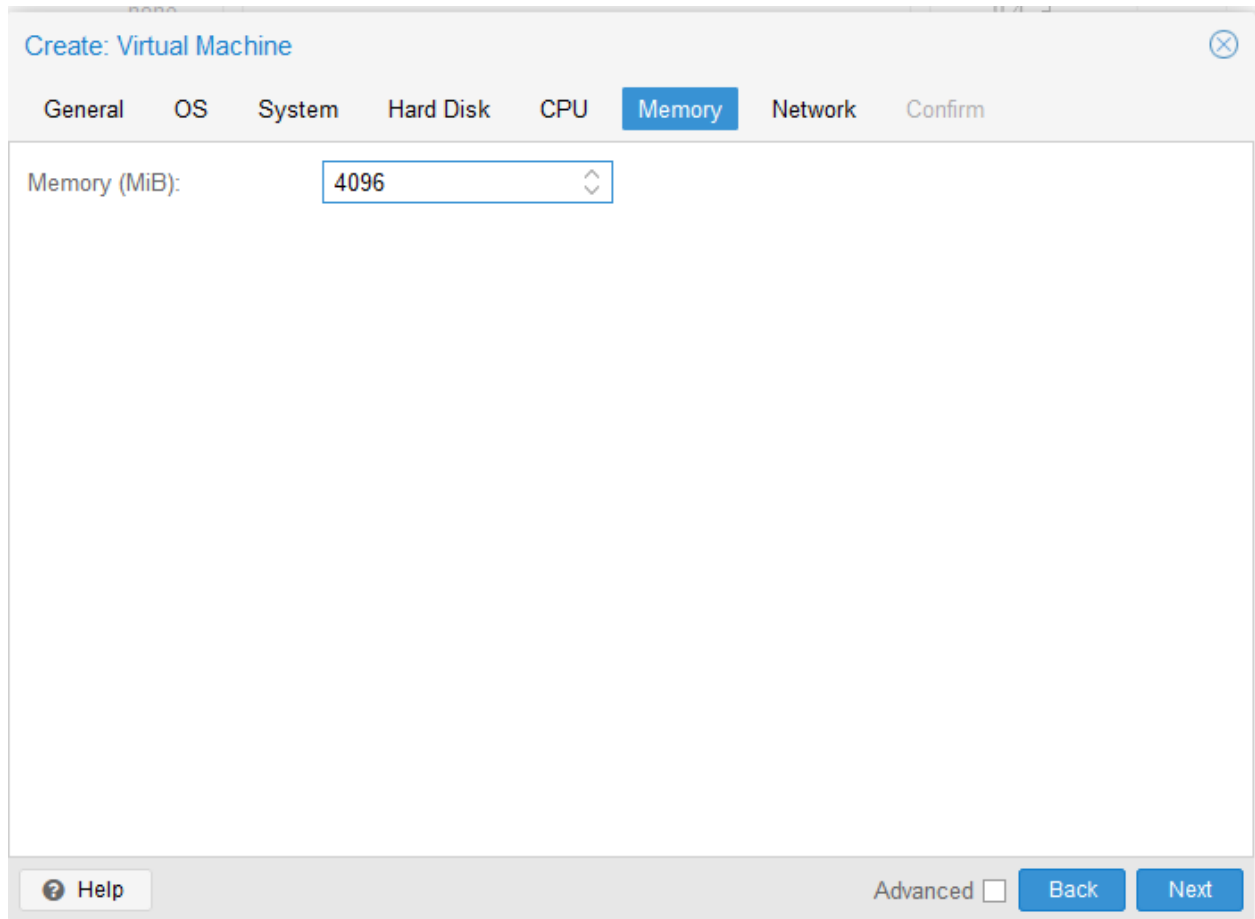 Create: Virtual Machine
General OS System Hard Disk CPU Memory Network Confirm
Memory (MiB): 4096
Help Advanced Back Next